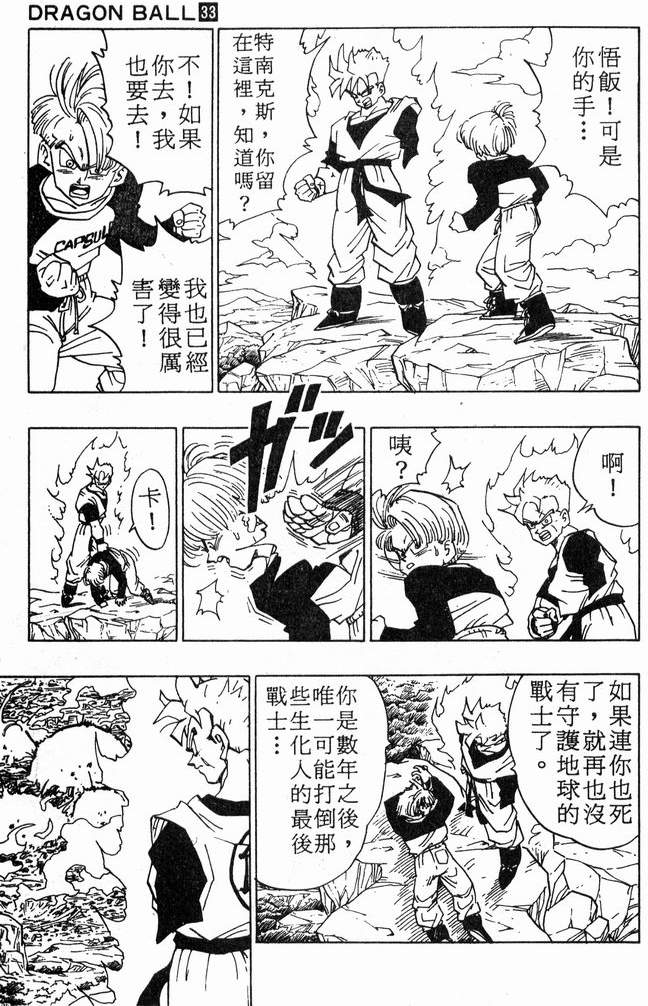 DRAGON BALL 33
悟飯！可是
你的手…
特南克斯，你留
在這裡，知道嗎？
不！如果
你去，我
也要去！
CAPSUL
我也已經
變得很厲
害了！
啊！
咦？
ガッ
卡！
如果連你也死
了，就再也沒
有守護地球的
戰士了。
你是數年之後，
唯一可能打倒那
些生化人的最後
戰士…